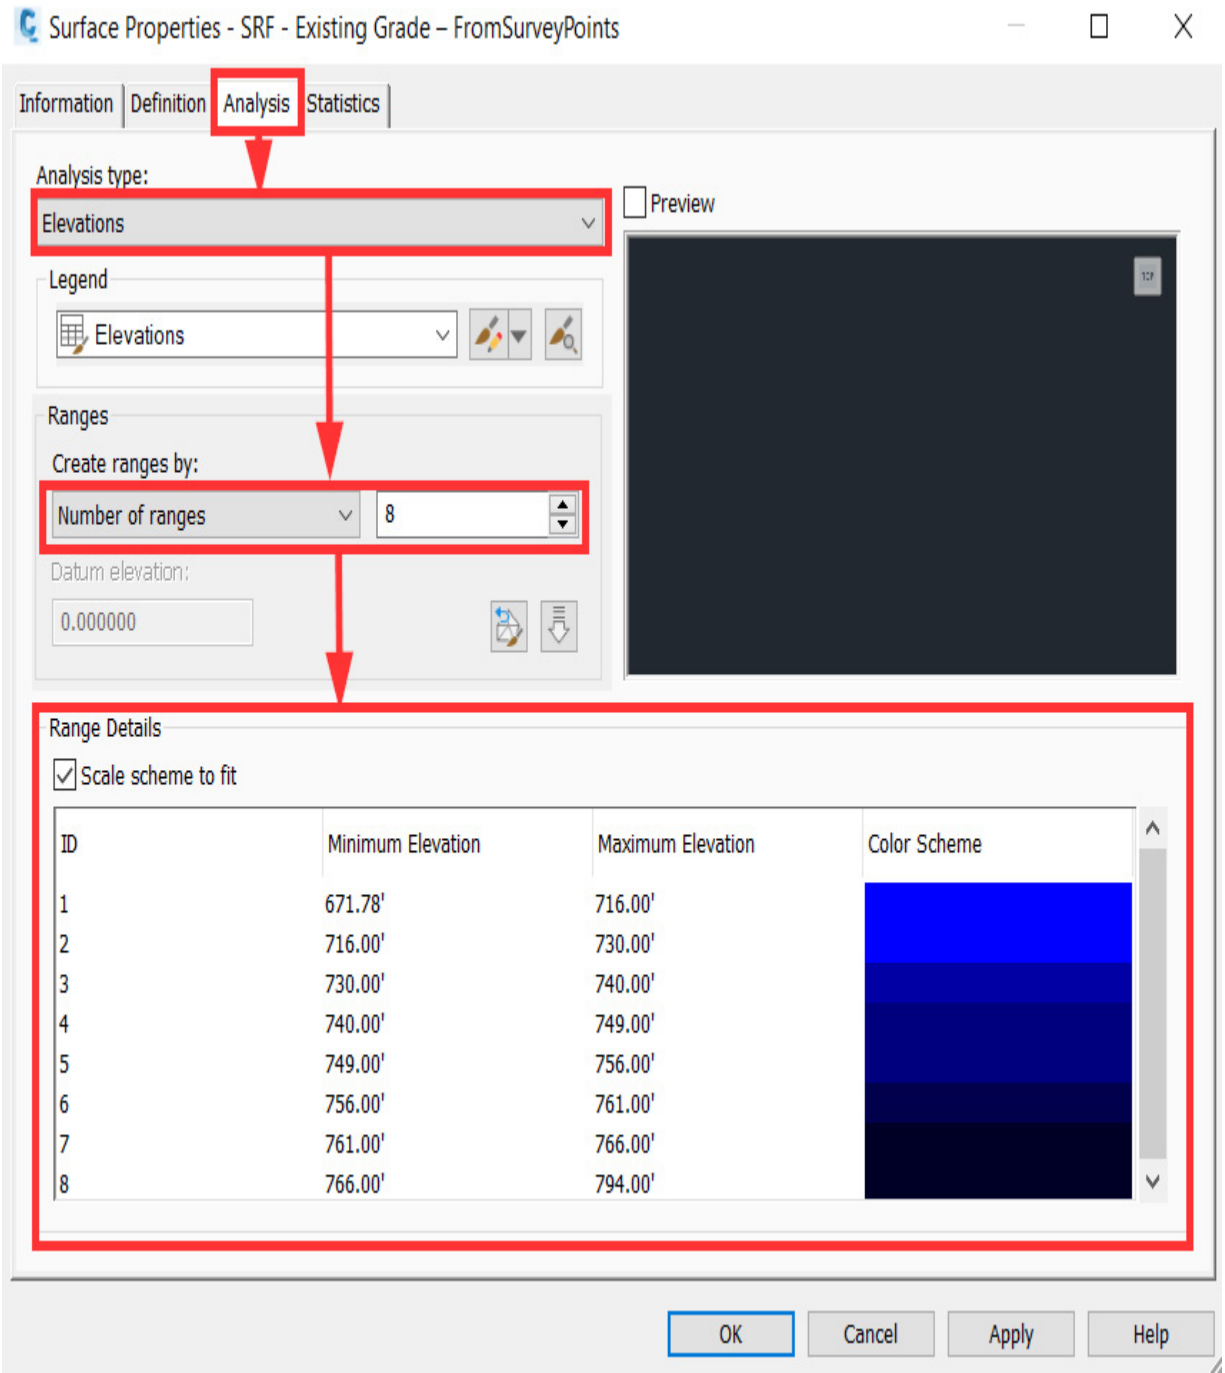 Surface Properties - SRF - Existing Grade – FromSurveyPoints
Information Definition Analysis Statistics
Analysis type:
Elevations
Preview
TOP
Legend
Elevations
Ranges
Create ranges by:
Number of ranges 8
Datum elevation:
0.000000
Range Details
Scale scheme to fit
ID Minimum Elevation Maximum Elevation Color Scheme
1 671.78' 716.00'
2 716.00' 730.00'
3 730.00' 740.00'
4 740.00' 749.00'
5 749.00' 756.00'
6 756.00' 761.00'
7 761.00' 766.00'
8 766.00' 794.00'
OK Cancel Apply Help